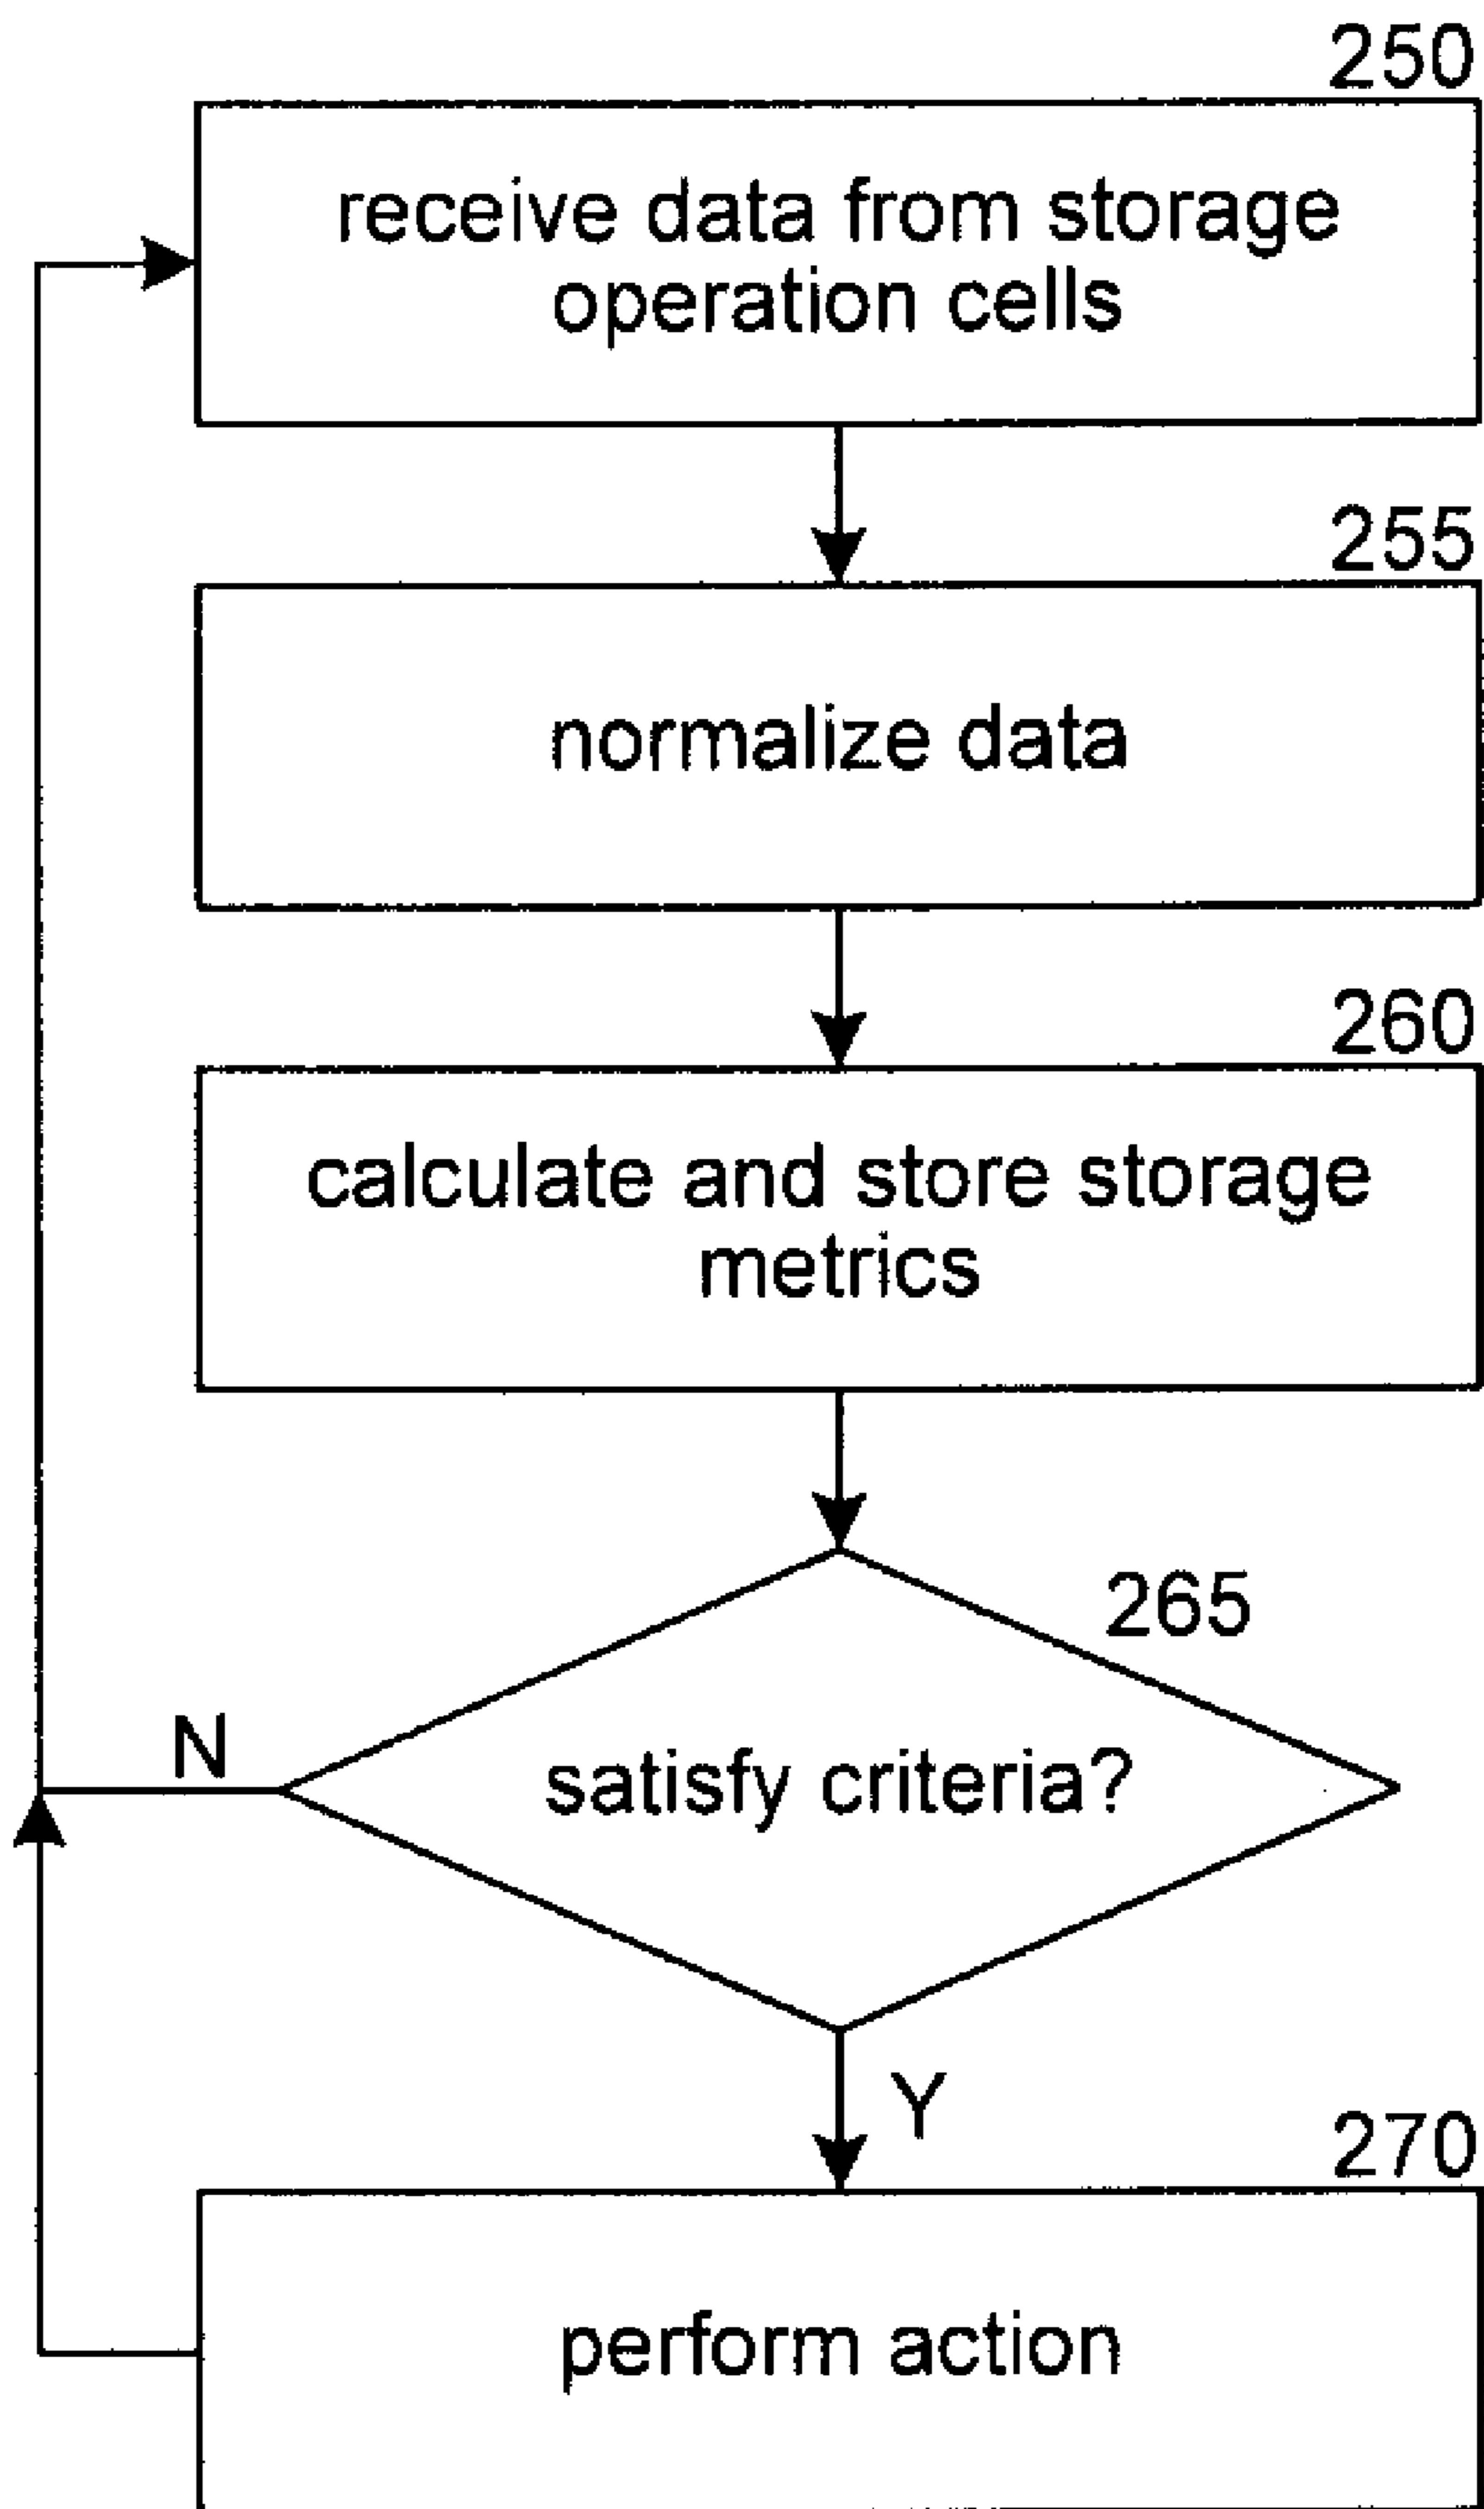 250
receive data from storage
operation cells
255
normalize data
260
calculate and store storage
metrics
265
N
satisfy criteria?
Y
270
perform action